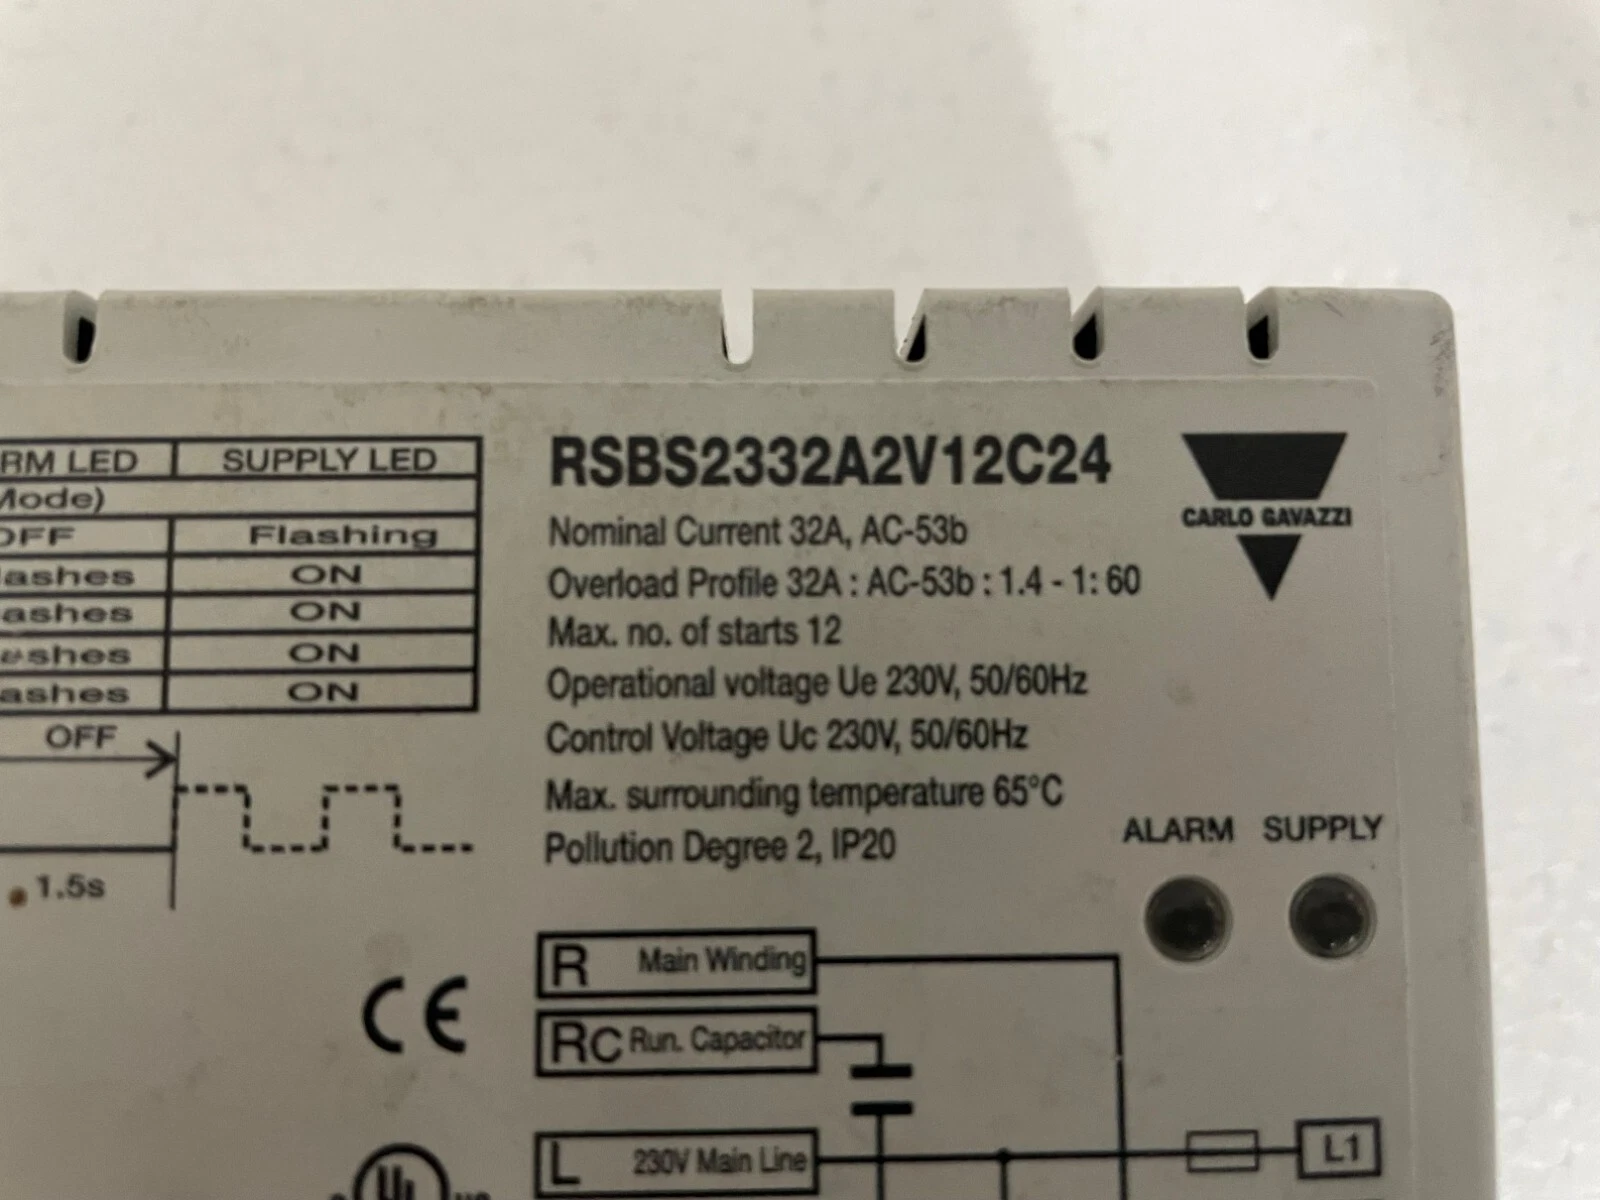 RSBS2332A2V12C24
Nominal Current 32A, AC-53b
Overload Profile 32A : AC-53b : 1.4 - 1: 60
Max. no. of starts 12
Operational voltage Ue 230V, 50/60Hz
Control Voltage Uc 230V, 50/60Hz
Max. surrounding temperature 65°C
Pollution Degree 2, IP20
CARLO GAVAZZI
RM LED SUPPLY LED
Mode)
OFF Flashing
lashes ON
ashes ON
shes ON
ashes ON
OFF
1.5s
CE
ALARM SUPPLY
R Main Winding
RC Run. Capacitor
L 230V Main Line
L1
UL